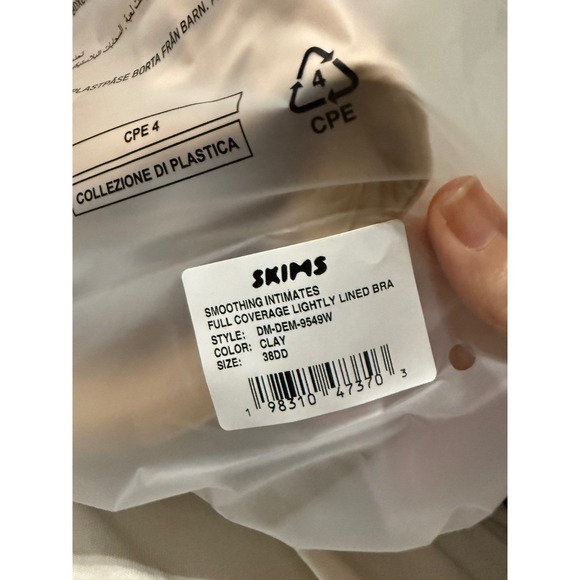 PLASTPÅSE BORTA FRÅN BARN.
CPE 4
COLLEZIONE DI PLASTICA
4
CPE
SKIMS
SMOOTHING INTIMATES
FULL COVERAGE LIGHTLY LINED BRA
STYLE: DM-DEM-9549W
COLOR: CLAY
SIZE: 38DD
1 98310 47370 3